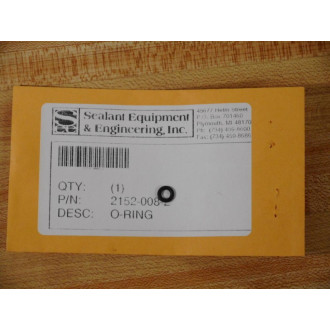 Sealant Equipment
& Engineering, Inc.
Plymouth, MI 48170
QTY: (1)
P/N: 2152-008-
DESC: O-RING